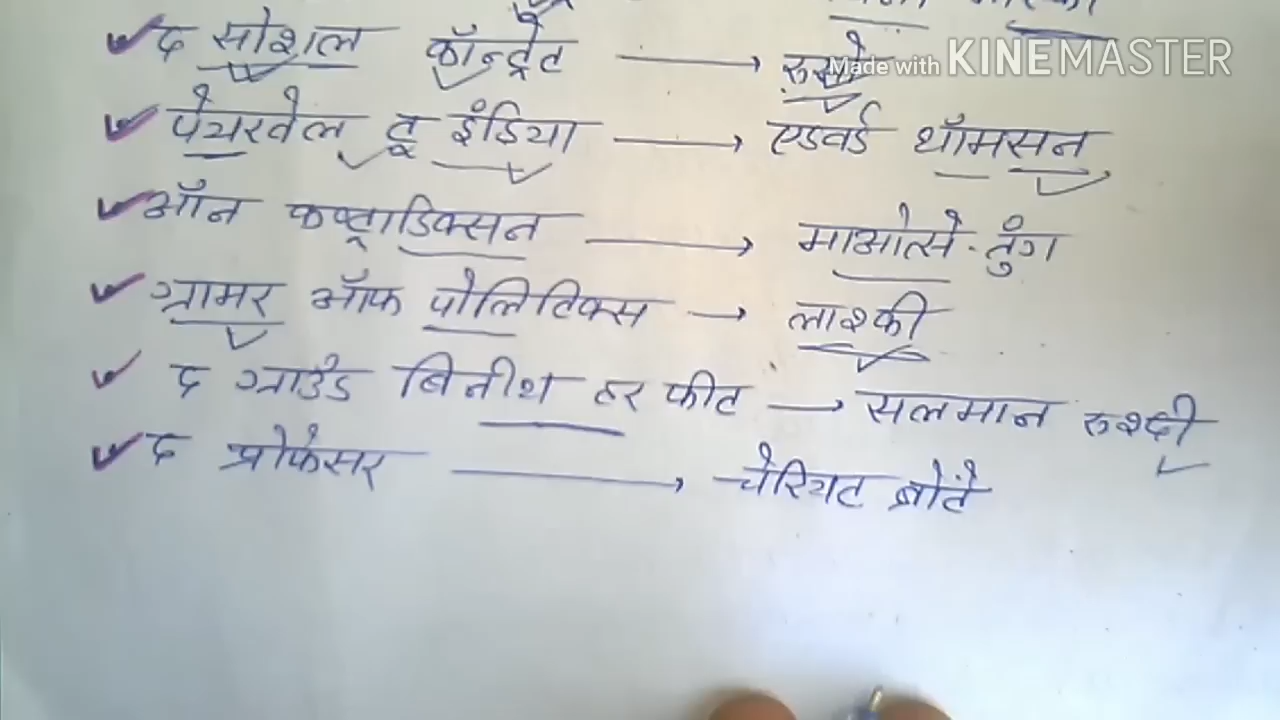 द सोशल कॉन्ट्रेट → रुसो
Made with KINEMASTER
पेयरवेल टू इंडिया → एडवर्ड थॉमसन
ऑन कण्ट्राडिक्सन → माओत्से-तुंग
ग्रामर ऑफ पोलिटिक्स → लाश्की
द ग्राउंड बिनीथ हर फीट → सलमान रुश्दी
द प्रोफेसर → चेरियट ब्रोंटे